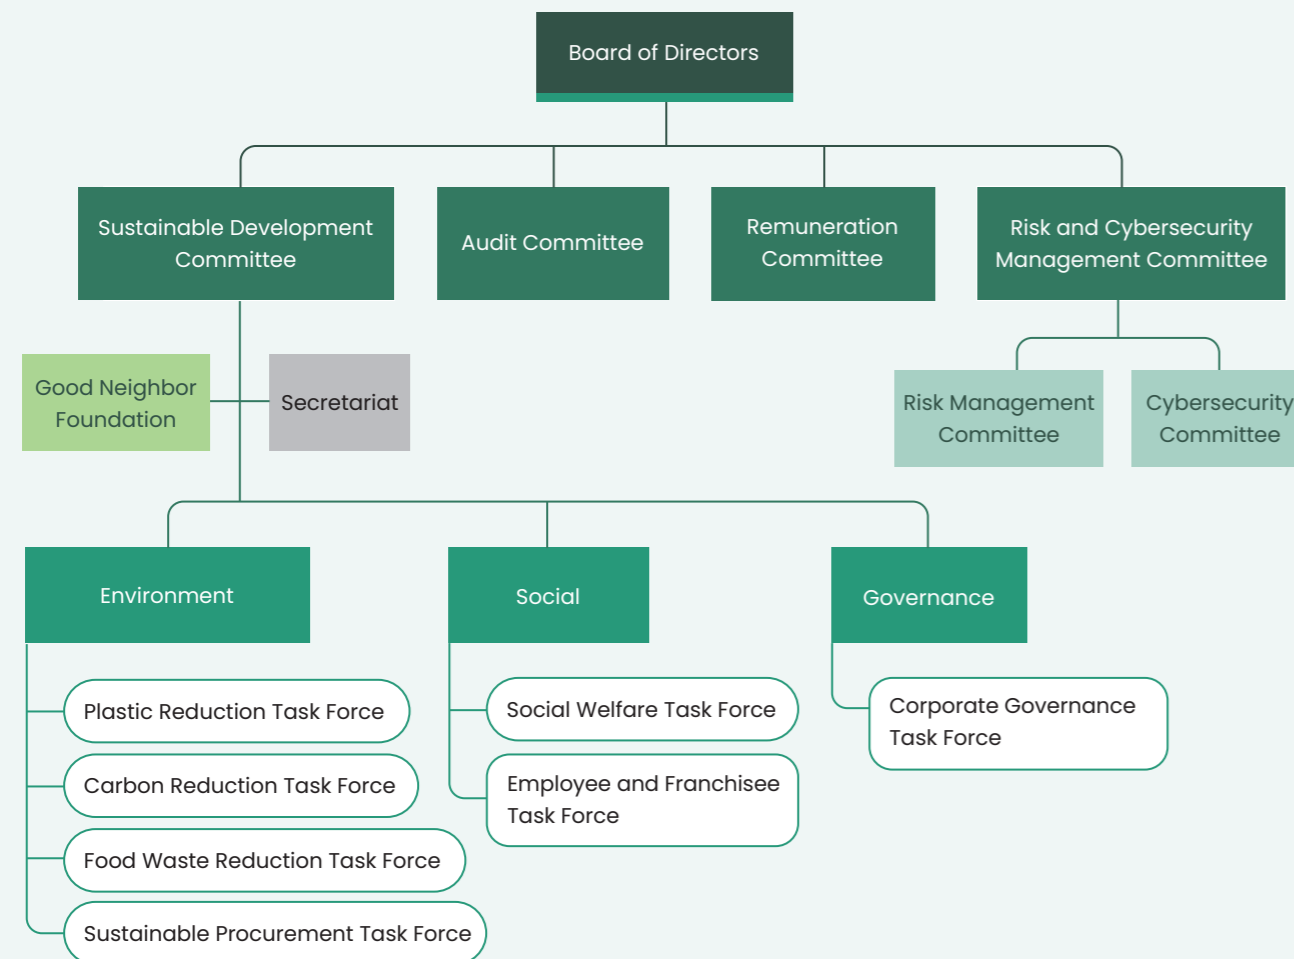 Board of Directors
Sustainable Development
Committee
Audit Committee
Remuneration
Committee
Risk and Cybersecurity
Management Committee
Good Neighbor
Foundation
Secretariat
Risk Management
Committee
Cybersecurity
Committee
Environment
Social
Governance
Plastic Reduction Task Force
Carbon Reduction Task Force
Food Waste Reduction Task Force
Sustainable Procurement Task Force
Social Welfare Task Force
Employee and Franchisee
Task Force
Corporate Governance
Task Force